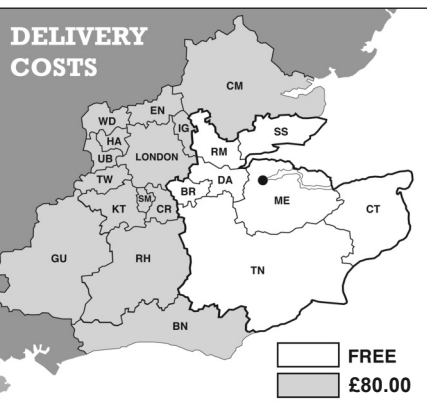 DELIVERY
COSTS
CM
EN
WD
IG
HA
SS
RM
UB
LONDON
TW
DA
BR
ME
SM
KT
CR
CT
GU
RH
TN
BN
FREE
£80.00